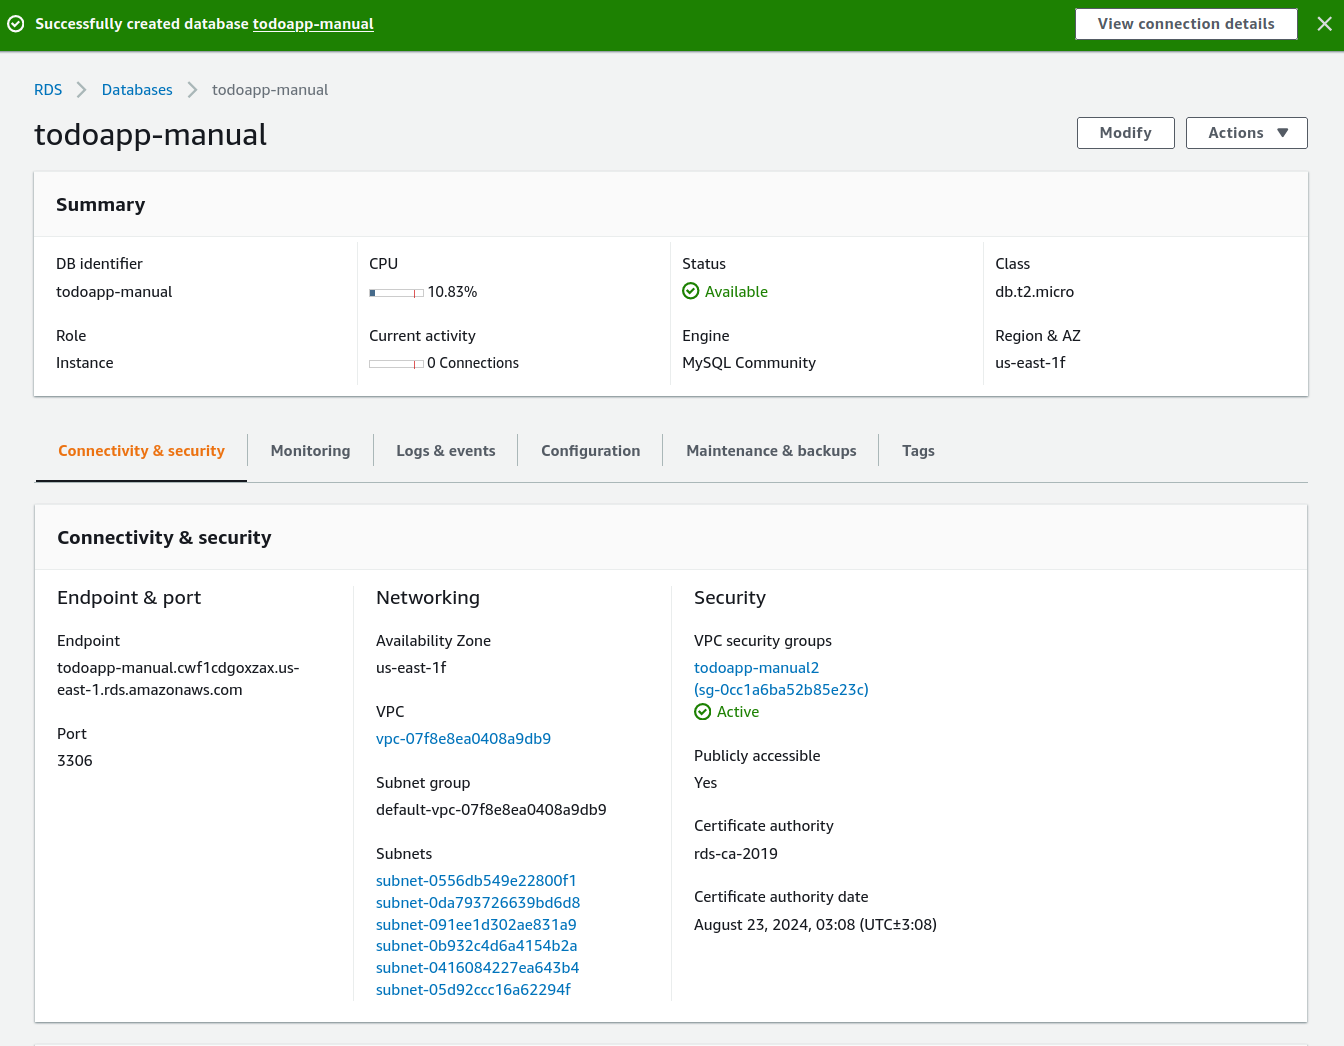 Successfully created database todoapp-manual
View connection details
RDS
Databases
todoapp-manual
todoapp-manual
Modify
Actions
Summary
DB identifier
todoapp-manual
CPU
10.83%
Status
Available
Class
db.t2.micro
Role
Instance
Current activity
0 Connections
Engine
MySQL Community
Region & AZ
us-east-1f
Connectivity & security
Monitoring
Logs & events
Configuration
Maintenance & backups
Tags
Connectivity & security
Endpoint & port
Endpoint
todoapp-manual.cwf1cdgoxzax.us-
east-1.rds.amazonaws.com
Port
3306
Networking
Availability Zone
us-east-1f
VPC
vpc-07f8e8ea0408a9db9
Subnet group
default-vpc-07f8e8ea0408a9db9
Subnets
subnet-0556db549e22800f1
subnet-0da793726639bd6d8
subnet-091ee1d302ae831a9
subnet-0b932c4d6a4154b2a
subnet-0416084227ea643b4
subnet-05d92ccc16a62294f
Security
VPC security groups
todoapp-manual2
(sg-0cc1a6ba52b85e23c)
Active
Publicly accessible
Yes
Certificate authority
rds-ca-2019
Certificate authority date
August 23, 2024, 03:08 (UTC±3:08)